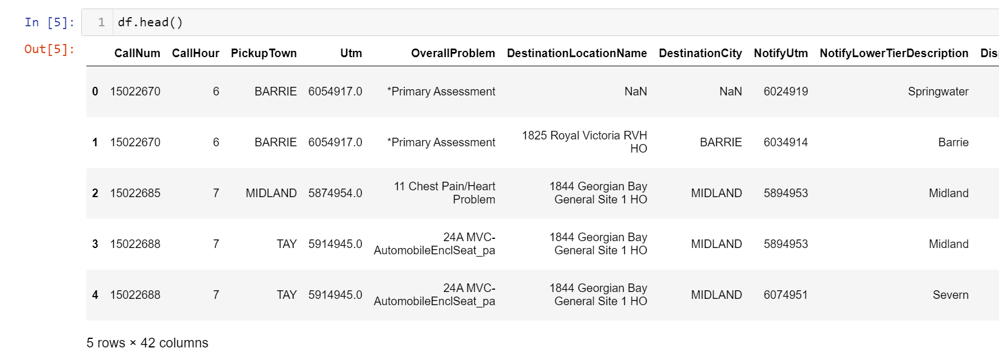 In [5]: 1 df.head()
Out[5]:
CallNum CallHour PickupTown Utm OverallProblem DestinationLocationName DestinationCity NotifyUtm NotifyLowerTierDescription
0 15022670 6 BARRIE 6054917.0 *Primary Assessment NaN NaN 6024919 Springwater
1 15022670 6 BARRIE 6054917.0 *Primary Assessment 1825 Royal Victoria RVH HO BARRIE 6034914 Barrie
2 15022685 7 MIDLAND 5874954.0 11 Chest Pain/Heart Problem 1844 Georgian Bay General Site 1 HO MIDLAND 5894953 Midland
3 15022688 7 TAY 5914945.0 24A MVC-AutomobileEnclSeat_pa 1844 Georgian Bay General Site 1 HO MIDLAND 5894953 Midland
4 15022688 7 TAY 5914945.0 24A MVC-AutomobileEnclSeat_pa 1844 Georgian Bay General Site 1 HO MIDLAND 6074951 Severn
5 rows × 42 columns